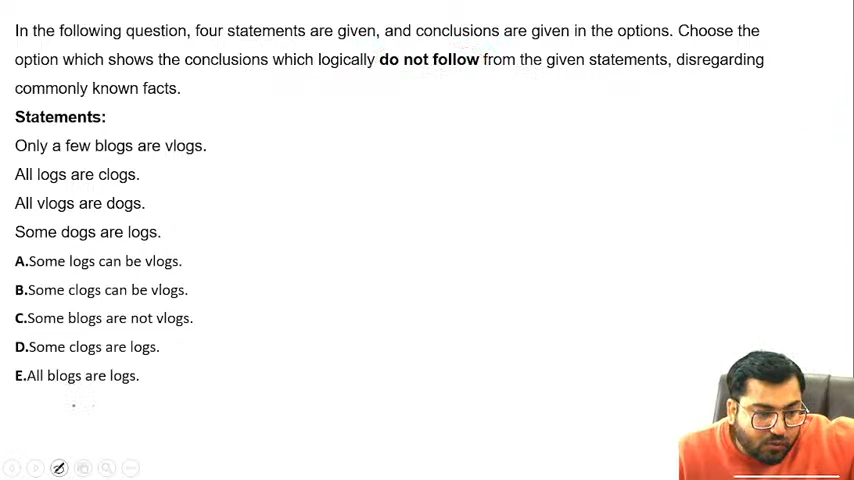 In the following question, four statements are given, and conclusions are given in the options. Choose the
option which shows the conclusions which logically do not follow from the given statements, disregarding
commonly known facts.
Statements:
Only a few blogs are vlogs.
All logs are clogs.
All vlogs are dogs.
Some dogs are logs.
A.Some logs can be vlogs.
B.Some clogs can be vlogs.
C.Some blogs are not vlogs.
D.Some clogs are logs.
E.All blogs are logs.